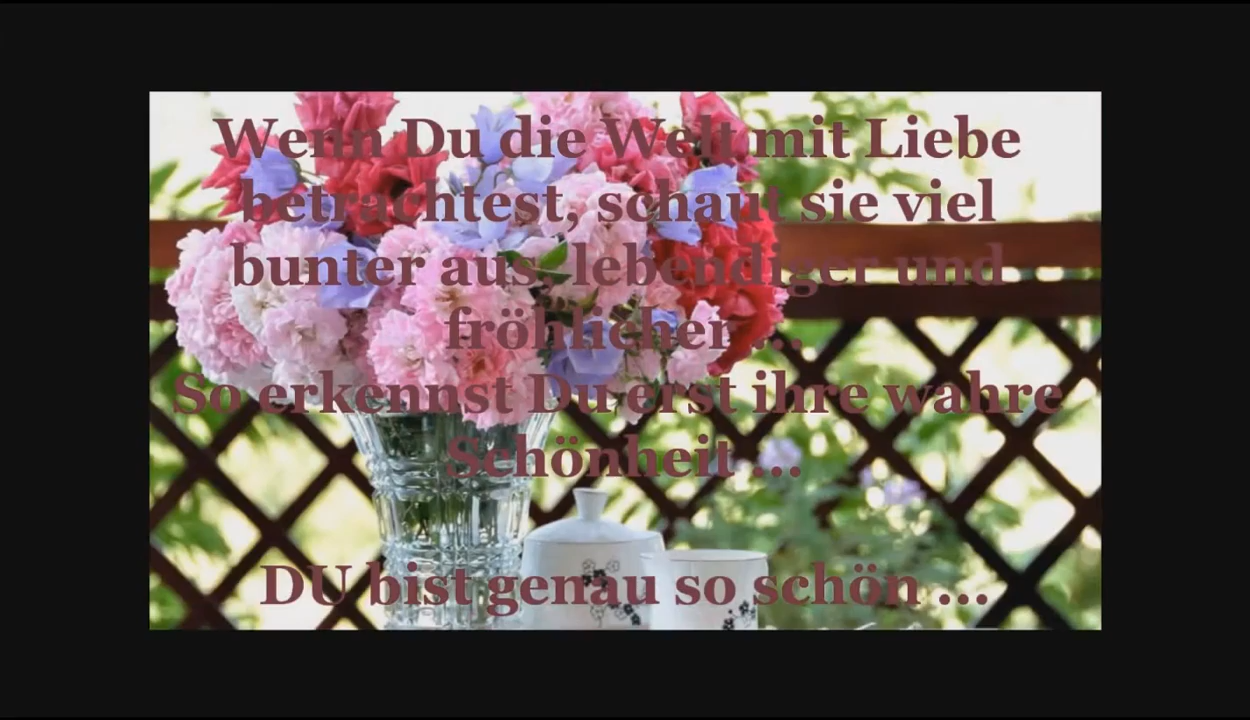 Wenn Du die Welt mit Liebe
betrachtest, schaut sie viel
bunter aus, lebendiger und
fröhlicher ...
So erkennst Du erst ihre wahre
Schönheit ...
DU bist genau so schön ...